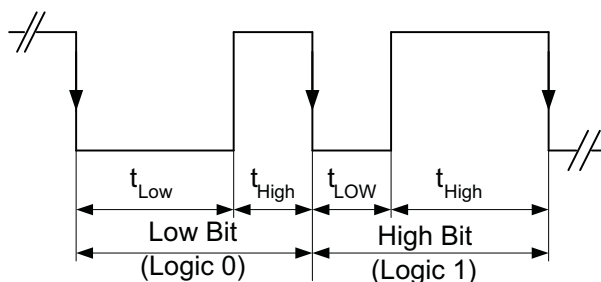 tLow tHigh tLOW tHigh
Low Bit High Bit
(Logic 0) (Logic 1)